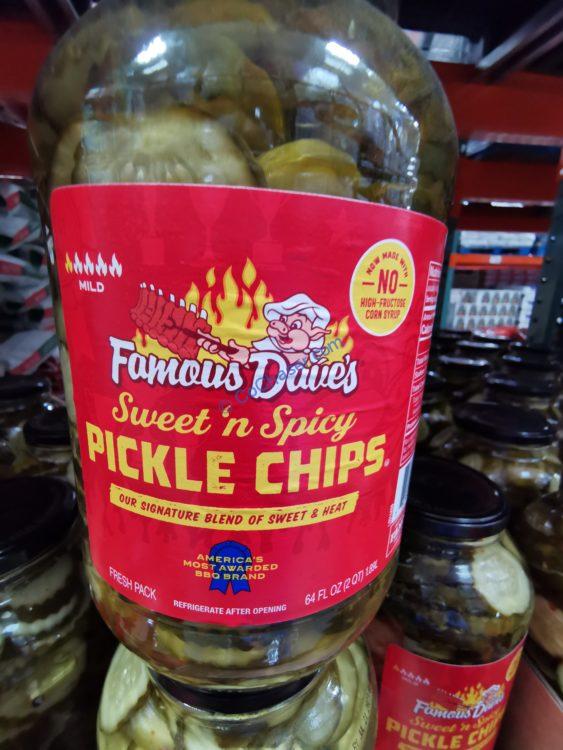 MILD
NOW MADE WITH
NO
HIGH-FRUCTOSE
CORN SYRUP
Famous Dave's
Sweet 'n Spicy
PICKLE CHIPS
OUR SIGNATURE BLEND OF SWEET & HEAT
AMERICA'S
MOST AWARDED
BBQ BRAND
FRESH PACK
REFRIGERATE AFTER OPENING
64 FL OZ (2 QT) 1.89L
MILD
Famous Dave's
Sweet 'n Spicy
PICKLE CHIPS